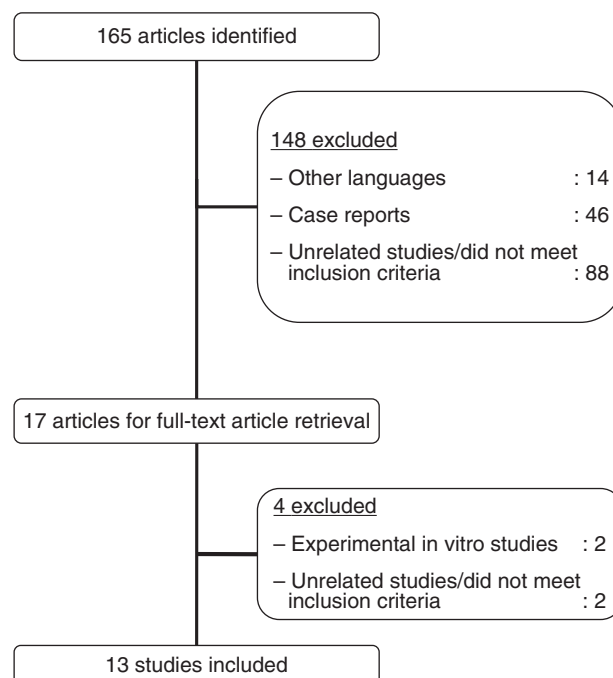 165 articles identified
148 excluded
– Other languages : 14
– Case reports : 46
– Unrelated studies/did not meet
inclusion criteria : 88
17 articles for full-text article retrieval
4 excluded
– Experimental in vitro studies : 2
– Unrelated studies/did not meet
inclusion criteria : 2
13 studies included